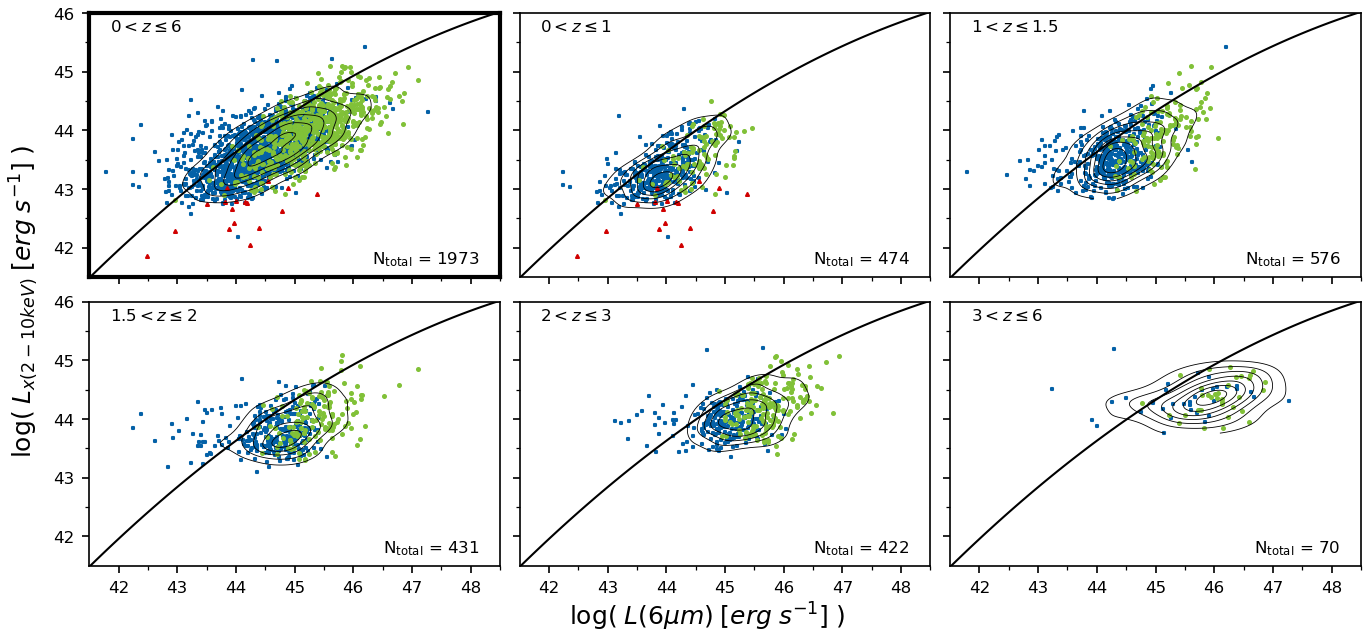 46
45
44
43
42
0 < z ≤ 6
N_total = 1973
0 < z ≤ 1
N_total = 474
1 < z ≤ 1.5
N_total = 576
log( L_x(2−10keV) [erg s^−1] )
46
45
44
43
42
1.5 < z ≤ 2
N_total = 431
2 < z ≤ 3
N_total = 422
3 < z ≤ 6
N_total = 70
42 43 44 45 46 47 48
42 43 44 45 46 47 48
42 43 44 45 46 47 48
log( L(6μm) [erg s^−1] )